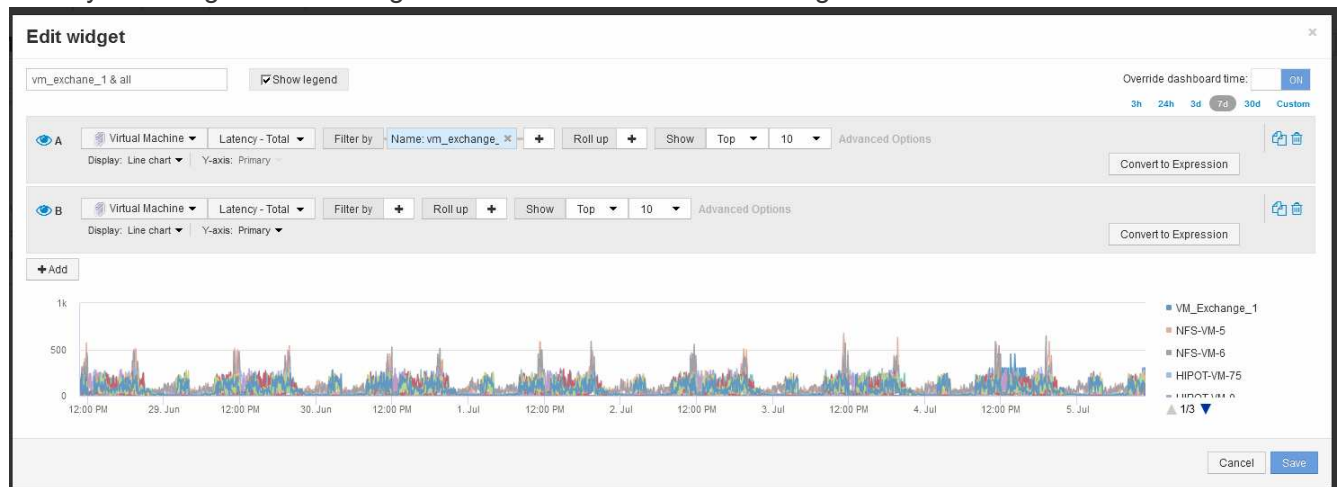 Edit widget
vm_exchane_1 & all
Show legend
Override dashboard time: ON
3h 24h 3d 7d 30d Custom
A Virtual Machine Latency - Total Filter by Name: vm_exchange_ × + Roll up + Show Top 10 Advanced Options
Display: Line chart Y-axis: Primary
Convert to Expression
B Virtual Machine Latency - Total Filter by + Roll up + Show Top 10 Advanced Options
Display: Line chart Y-axis: Primary
Convert to Expression
+ Add
1k
500
0
12:00 PM 29. Jun 12:00 PM 30. Jun 12:00 PM 1. Jul 12:00 PM 2. Jul 12:00 PM 3. Jul 12:00 PM 4. Jul 12:00 PM 5. Jul
VM_Exchange_1
NFS-VM-5
NFS-VM-6
HIPOT-VM-75
1/3
Cancel Save